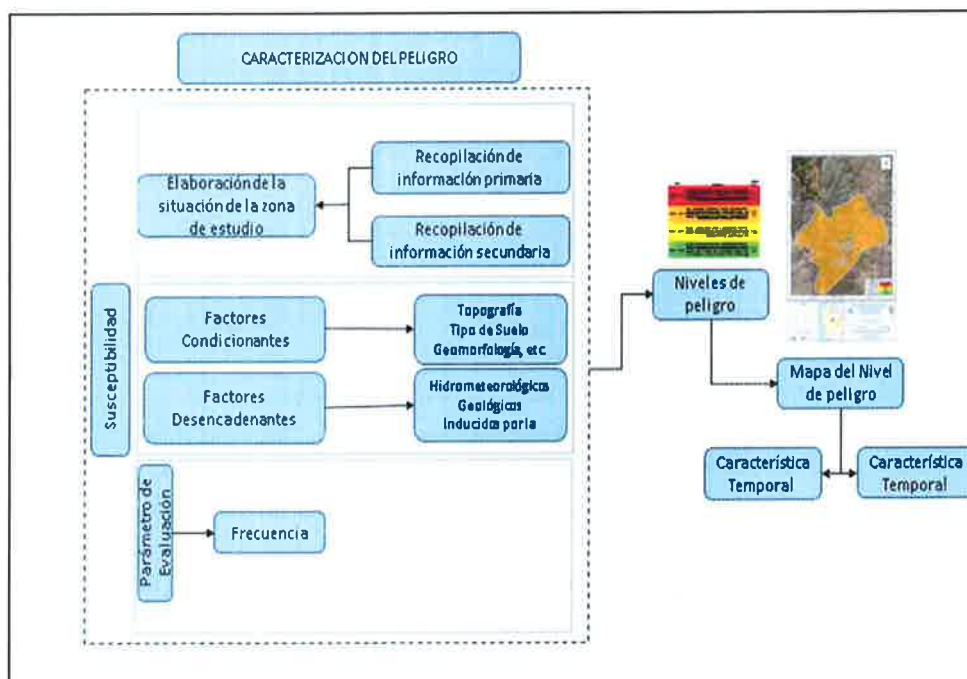 CARACTERIZACION DEL PELIGRO
Recopilación de
información primaria
Elaboración de la
situación de la zona
de estudio
Recopilación de
información secundaria
Susceptibilidad
Factores
Condicionantes
Topografía
Tipo de Suelo
Geomorfología, etc
Factores
Desencadenantes
Hidrometeorológicos
Geológicos
Inducidos por la
Parámetro de
Evaluación
Frecuencia
Niveles de
peligro
Mapa del Nivel
de peligro
Característica
Temporal
Característica
Temporal